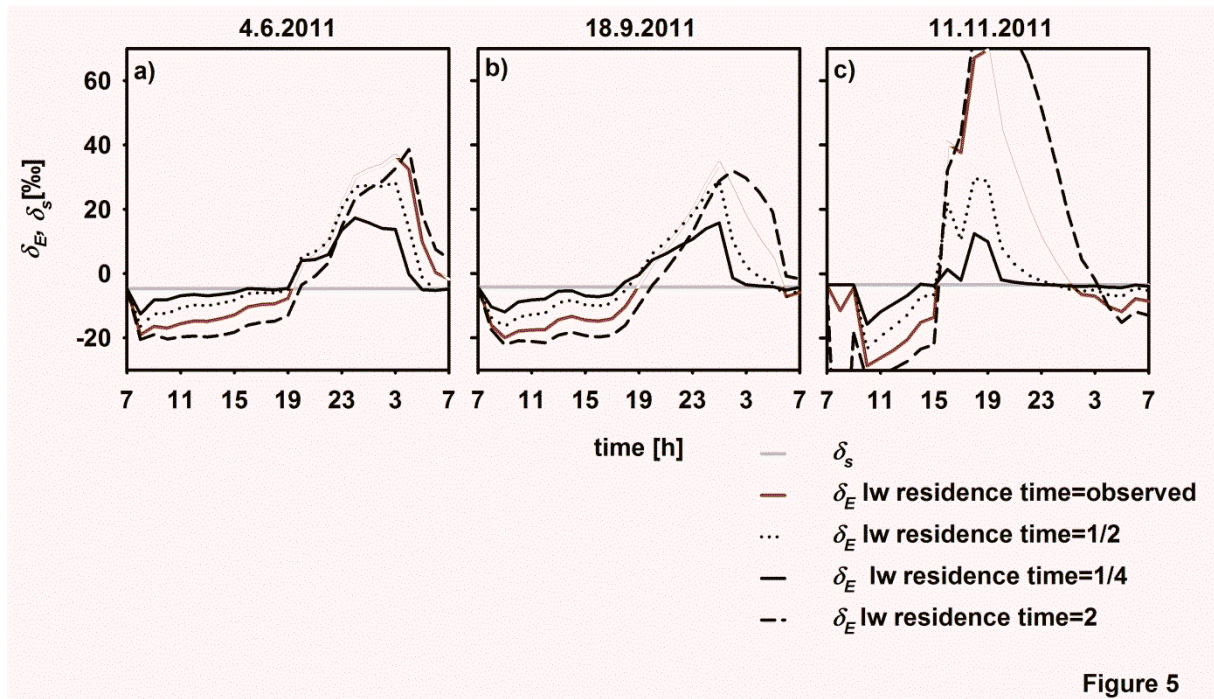 4.6.2011 18.9.2011 11.11.2011
a) b) c)
60
40
20
0
-20
δE, δs[‰]
7 11 15 19 23 3 7 7 11 15 19 23 3 7 7 11 15 19 23 3 7
time [h]
δs
δE lw residence time=observed
δE lw residence time=1/2
δE lw residence time=1/4
δE lw residence time=2
Figure 5